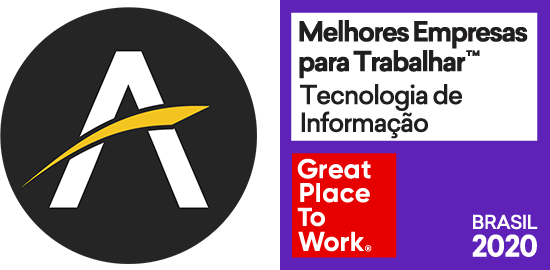 A
Melhores Empresas
para Trabalhar™
Tecnologia de
Informação
Great
Place
To
Work®
BRASIL
2020